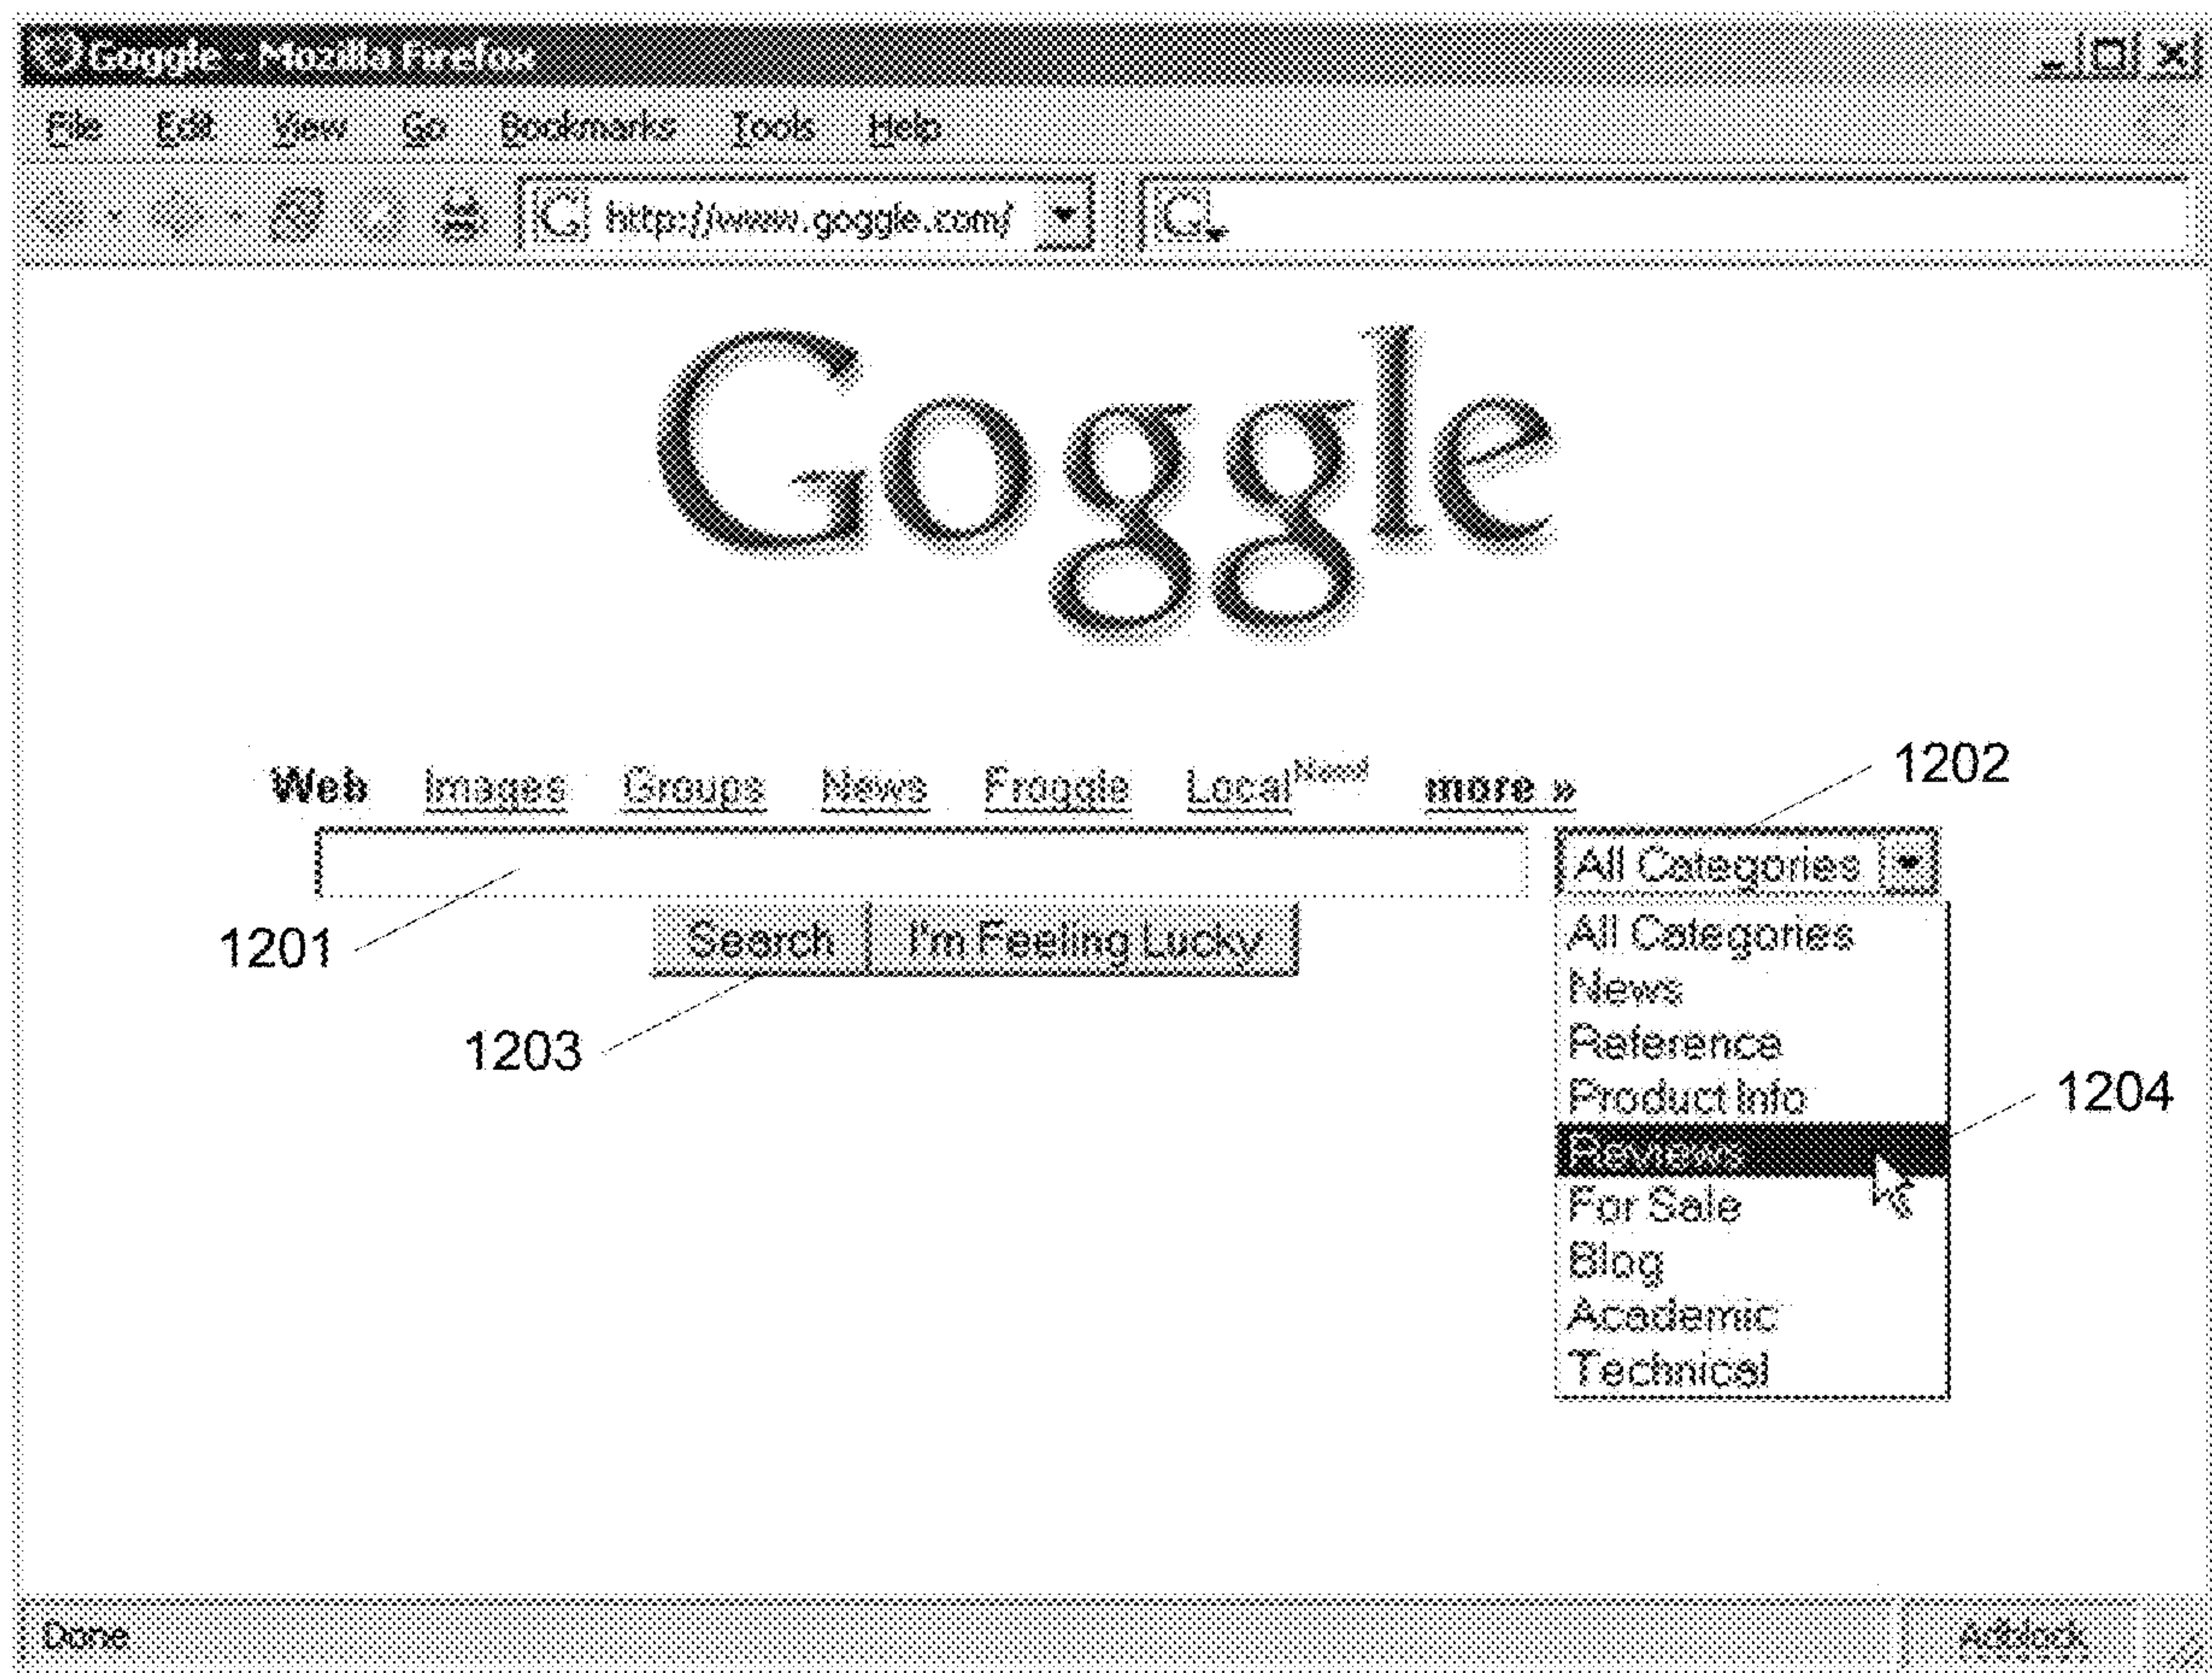 Goggle - Mozilla Firefox
File Edit View Go Bookmarks Tools Help
G http://www.goggle.com/ G
Goggle
Web Images Groups News Froggle Local New! more »
1202
All Categories
1201
Search I'm Feeling Lucky
All Categories
News
1203
Reference
Product Info
1204
Reviews
For Sale
Blog
Academic
Technical
Done Adblock